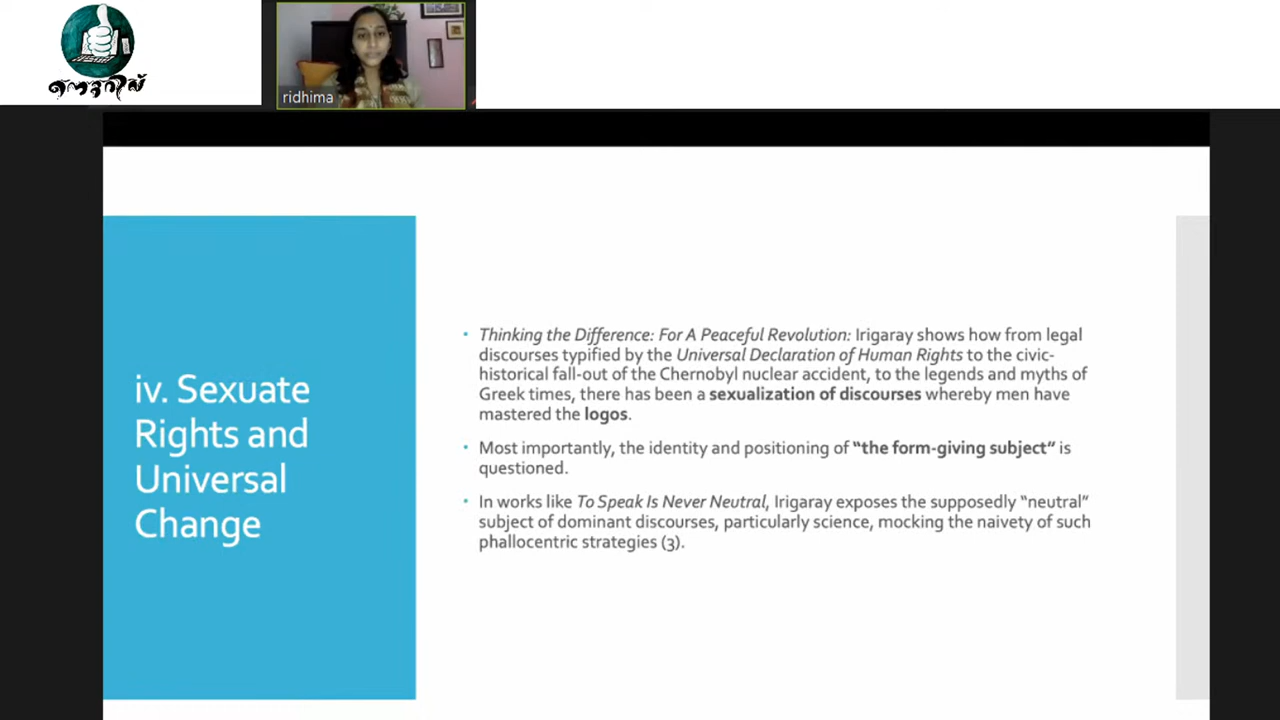 ridhima
iv. Sexuate
Rights and
Universal
Change
• Thinking the Difference: For A Peaceful Revolution: Irigaray shows how from legal
discourses typified by the Universal Declaration of Human Rights to the civic-
historical fall-out of the Chernobyl nuclear accident, to the legends and myths of
Greek times, there has been a sexualization of discourses whereby men have
mastered the logos.
• Most importantly, the identity and positioning of “the form-giving subject” is
questioned.
• In works like To Speak Is Never Neutral, Irigaray exposes the supposedly “neutral”
subject of dominant discourses, particularly science, mocking the naivety of such
phallocentric strategies (3).